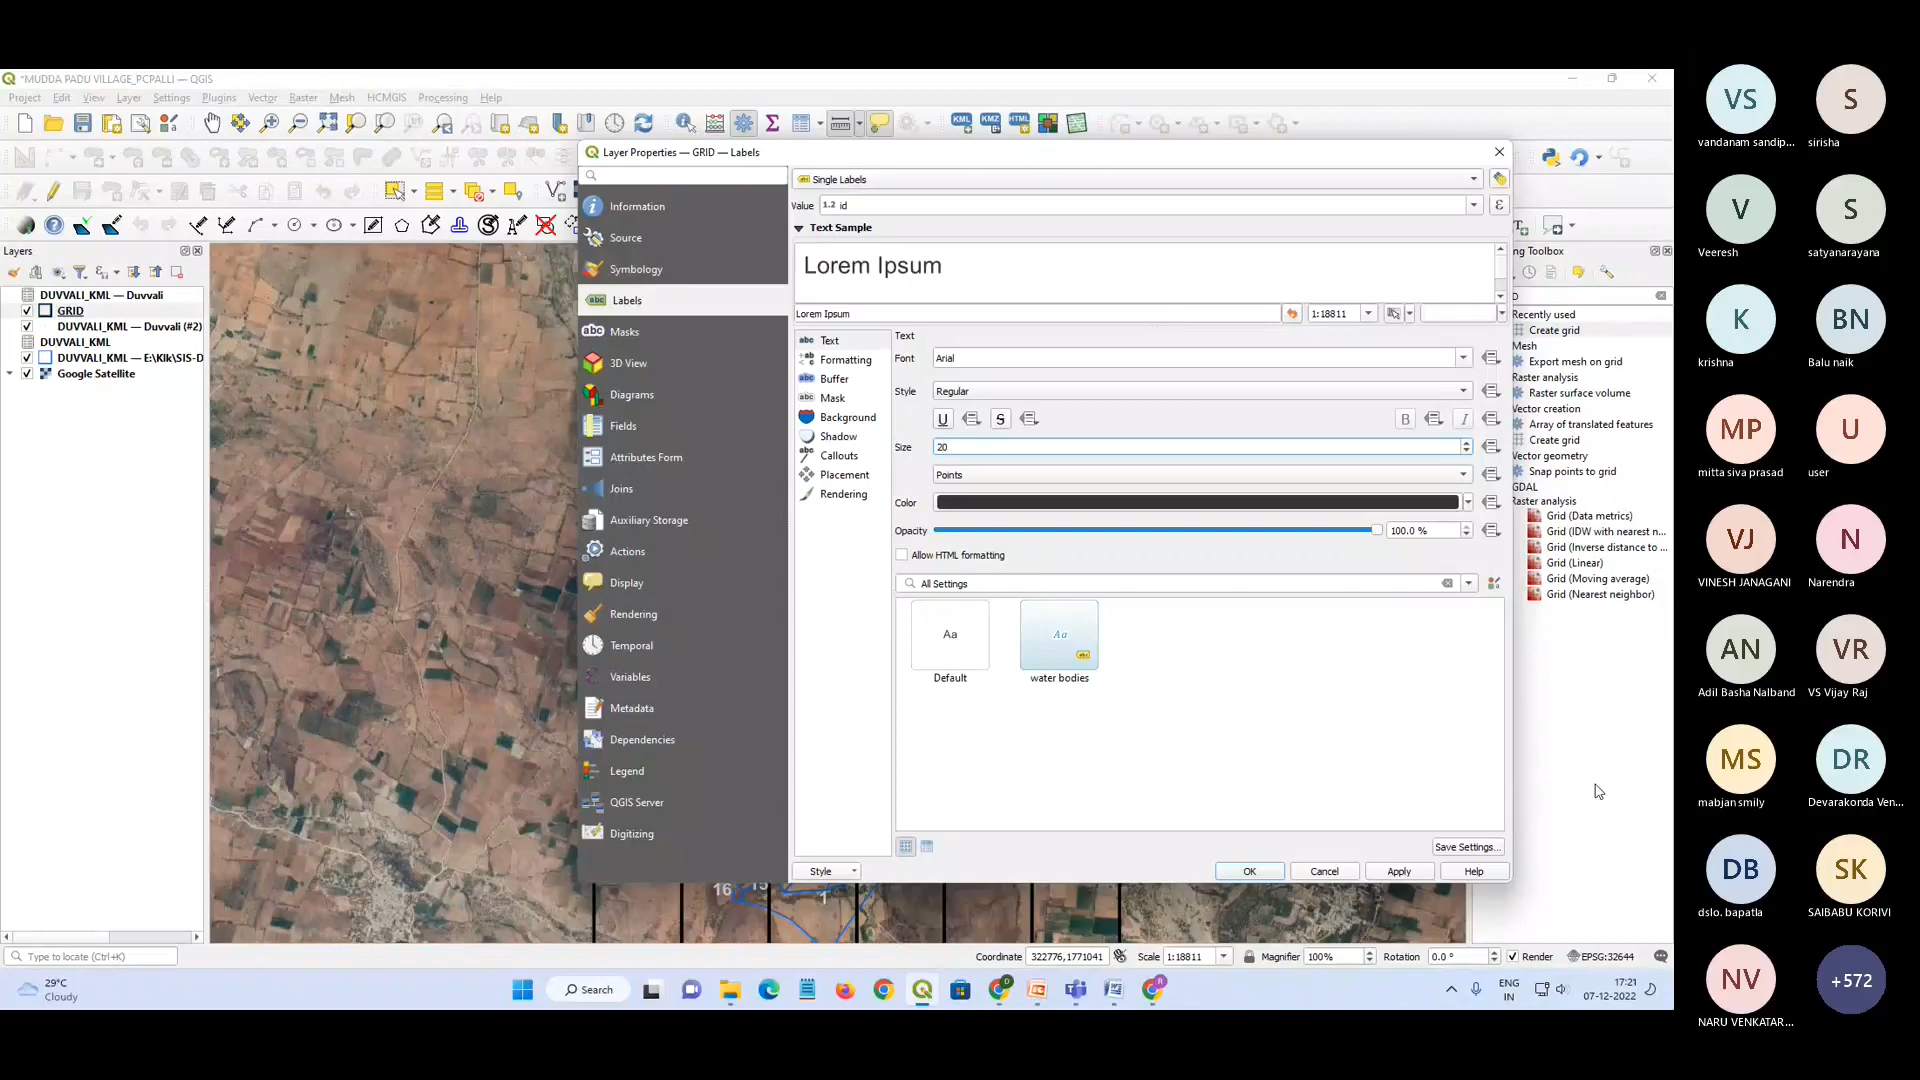 *MUDDA PADU VILLAGE_PCPALLI — QGIS
Project Edit View Layer Settings Plugins Vector Raster Mesh HCMGIS Processing Help
KML KMZ HTML
Layers
DUVVALI_KML — Duvvali
GRID
DUVVALI_KML — Duvvali (#2)
DUVVALI_KML
DUVVALI_KML — E:\Klk\SIS-D
Google Satellite
Layer Properties — GRID — Labels
Information
Source
Symbology
Labels
Masks
3D View
Diagrams
Fields
Attributes Form
Joins
Auxiliary Storage
Actions
Display
Rendering
Temporal
Variables
Metadata
Dependencies
Legend
QGIS Server
Digitizing
Single Labels
Value 1.2 id
Text Sample
Lorem Ipsum
Lorem Ipsum 1:18811
Text
Formatting
Buffer
Mask
Background
Shadow
Callouts
Placement
Rendering
Text
Font Arial
Style Regular
U S B I
Size 20
Points
Color
Opacity 100.0 %
Allow HTML formatting
All Settings
Aa Aa
Default water bodies
Save Settings...
Style OK Cancel Apply Help
ng Toolbox
D
Recently used
Create grid
Mesh
Export mesh on grid
Raster analysis
Raster surface volume
Vector creation
Array of translated features
Create grid
Vector geometry
Snap points to grid
GDAL
Raster analysis
Grid (Data metrics)
Grid (IDW with nearest n...
Grid (Inverse distance to ...
Grid (Linear)
Grid (Moving average)
Grid (Nearest neighbor)
16 15 1
Type to locate (Ctrl+K)
Coordinate 322776,1771041 Scale 1:18811 Magnifier 100% Rotation 0.0 ° Render EPSG:32644
29°C
Cloudy
Search
ENG
IN
17:21
07-12-2022
VS S
vandanam sandip... sirisha
V S
Veeresh satyanarayana
K BN
krishna Balu naik
MP U
mitta siva prasad user
VJ N
VINESH JANAGANI Narendra
AN VR
Adil Basha Nalband VS Vijay Raj
MS DR
mabjan smily Devarakonda Ven...
DB SK
dslo. bapatla SAIBABU KORIVI
NV +572
NARU VENKATAR...